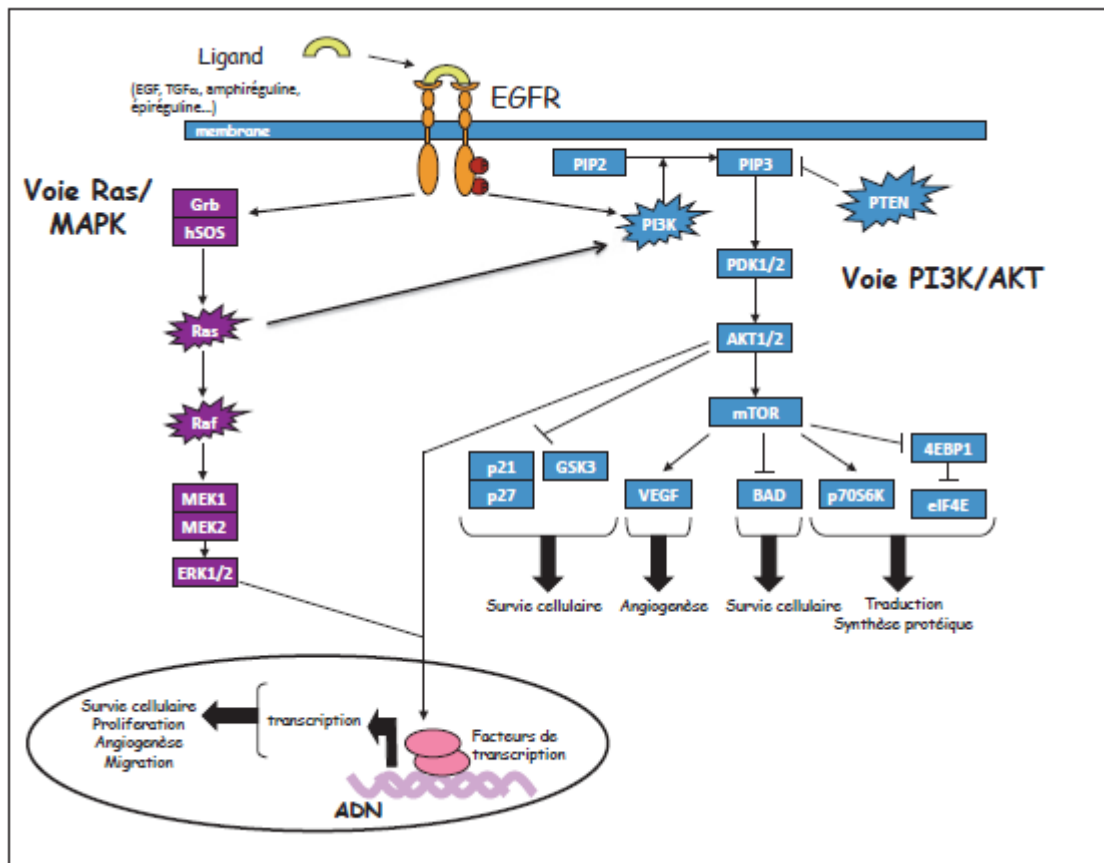 Ligand
(EGF, TGFα, amphiréguline,
épiréguline...)
EGFR
membrane
Voie Ras/
MAPK
Grb
hSOS
Ras
Raf
MEK1
MEK2
ERK1/2
PIP2
PIP3
PI3K
PTEN
PDK1/2
Voie PI3K/AKT
AKT1/2
mTOR
p21
p27
GSK3
VEGF
BAD
p70S6K
4EBP1
eIF4E
Survie cellulaire
Angiogenèse
Survie cellulaire
Traduction
Synthèse protéique
Survie cellulaire
Proliferation
Angiogenèse
Migration
transcription
Facteurs de
transcription
ADN